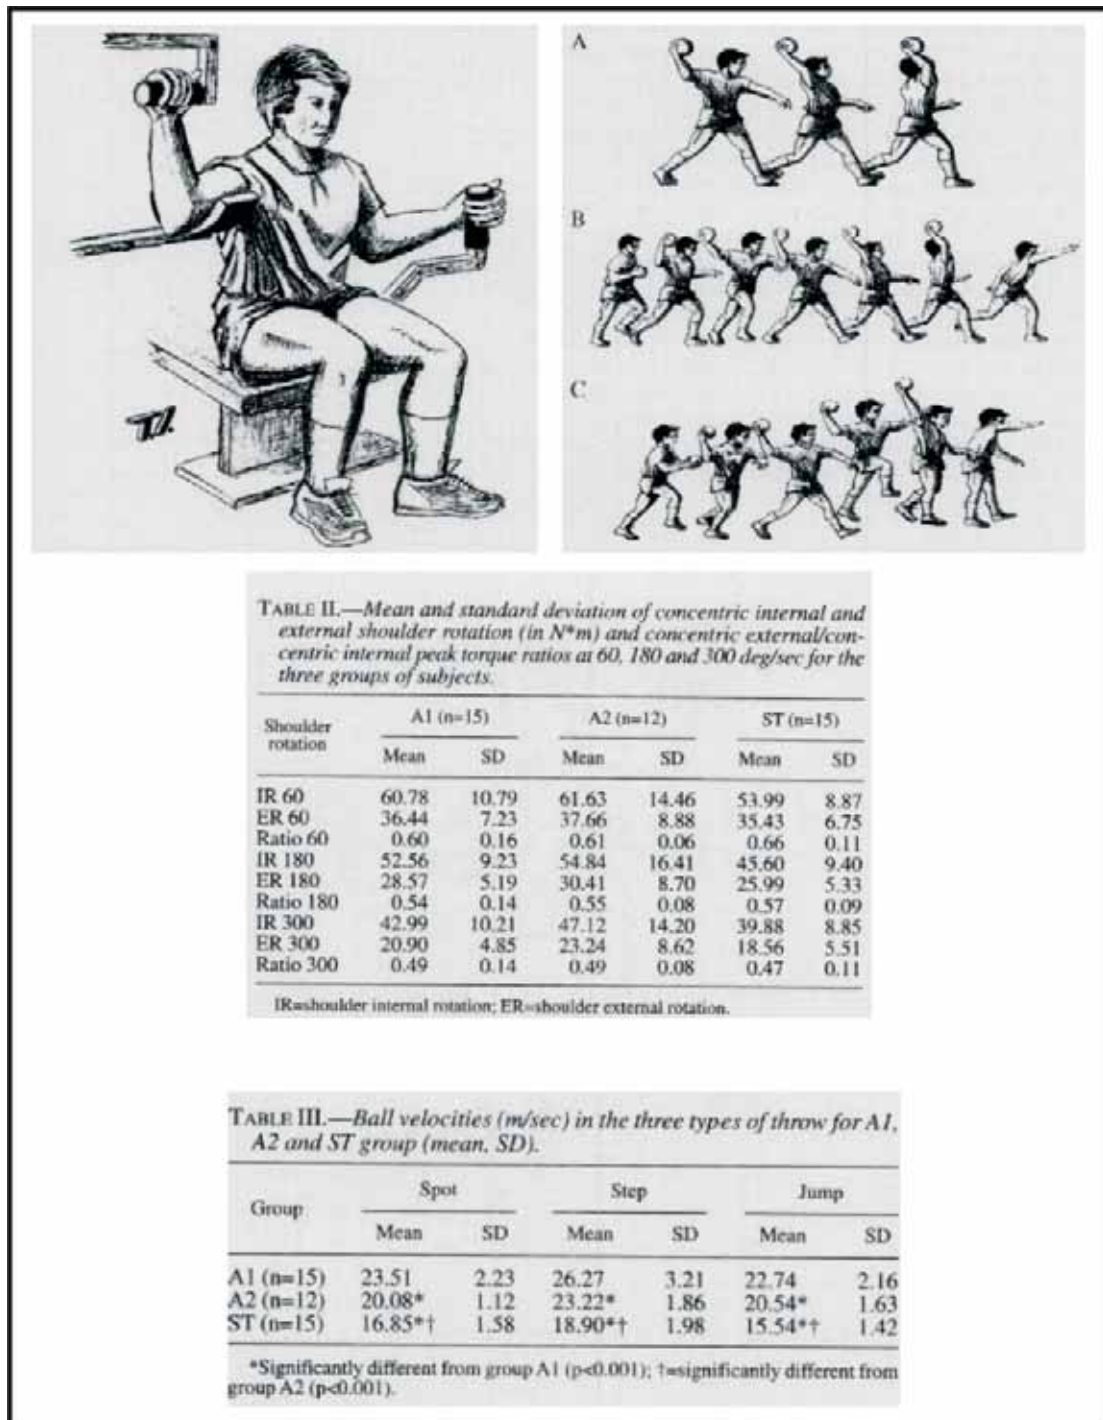 A
B
C
TABLE II.—Mean and standard deviation of concentric internal and
external shoulder rotation (in N*m) and concentric external/con-
centric internal peak torque ratios at 60, 180 and 300 deg/sec for the
three groups of subjects.
Shoulder rotation A1 (n=15) A2 (n=12) ST (n=15)
Mean SD Mean SD Mean SD
IR 60 60.78 10.79 61.63 14.46 53.99 8.87
ER 60 36.44 7.23 37.66 8.88 35.43 6.75
Ratio 60 0.60 0.16 0.61 0.06 0.66 0.11
IR 180 52.56 9.23 54.84 16.41 45.60 9.40
ER 180 28.57 5.19 30.41 8.70 25.99 5.33
Ratio 180 0.54 0.14 0.55 0.08 0.57 0.09
IR 300 42.99 10.21 47.12 14.20 39.88 8.85
ER 300 20.90 4.85 23.24 8.62 18.56 5.51
Ratio 300 0.49 0.14 0.49 0.08 0.47 0.11
IR=shoulder internal rotation; ER=shoulder external rotation.
TABLE III.—Ball velocities (m/sec) in the three types of throw for A1,
A2 and ST group (mean, SD).
Group Spot Step Jump
Mean SD Mean SD Mean SD
A1 (n=15) 23.51 2.23 26.27 3.21 22.74 2.16
A2 (n=12) 20.08* 1.12 23.22* 1.86 20.54* 1.63
ST (n=15) 16.85*† 1.58 18.90*† 1.98 15.54*† 1.42
*Significantly different from group A1 (p<0.001); †=significantly different from
group A2 (p<0.001).